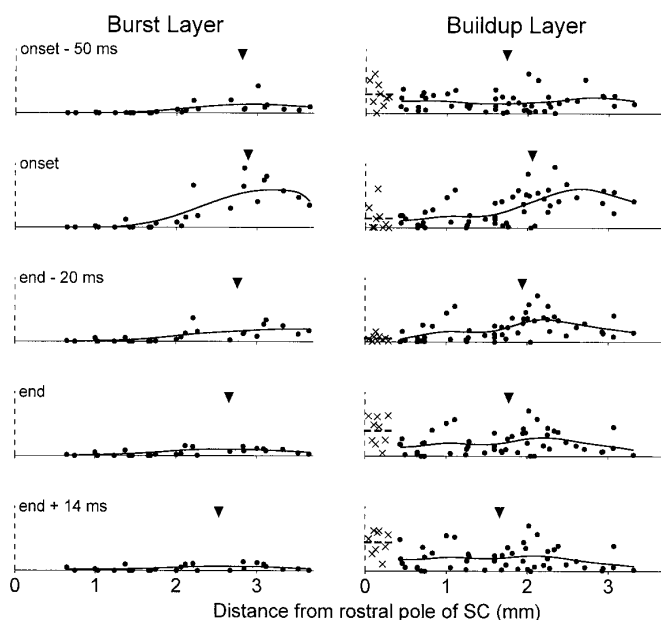 Burst Layer
Buildup Layer
onset - 50 ms
onset
end - 20 ms
end
end + 14 ms
0 1 2 3 0 1 2 3
Distance from rostral pole of SC (mm)